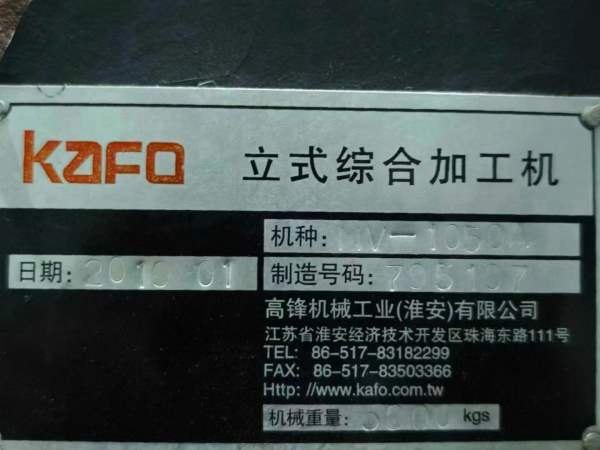 KAFO 立式综合加工机
机种:
日期: 2010 01 制造号码: 795107
高锋机械工业(淮安)有限公司
江苏省淮安经济技术开发区珠海东路111号
TEL: 86-517-83182299
FAX: 86-517-83503366
Http: //www.kafo.com.tw
机械重量: kgs